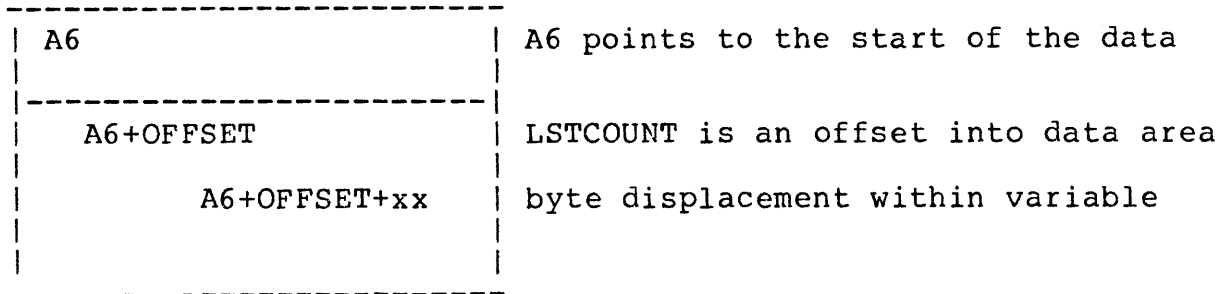 A6 A6 points to the start of the data
A6+OFFSET LSTCOUNT is an offset into data area
A6+OFFSET+xx byte displacement within variable